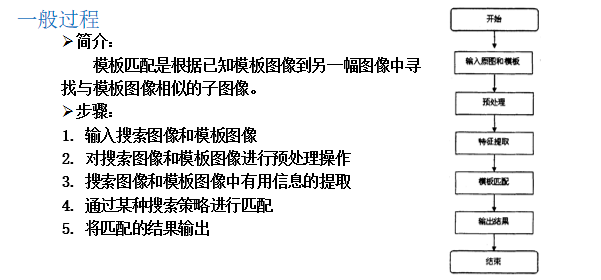 一般过程
➢简介：
模板匹配是根据已知模板图像到另一幅图像中寻
找与模板图像相似的子图像。
➢步骤：
1. 输入搜索图像和模板图像
2. 对搜索图像和模板图像进行预处理操作
3. 搜索图像和模板图像中有用信息的提取
4. 通过某种搜索策略进行匹配
5. 将匹配的结果输出
开始
输入原图和模板
预处理
特征提取
模板匹配
输出结果
结束